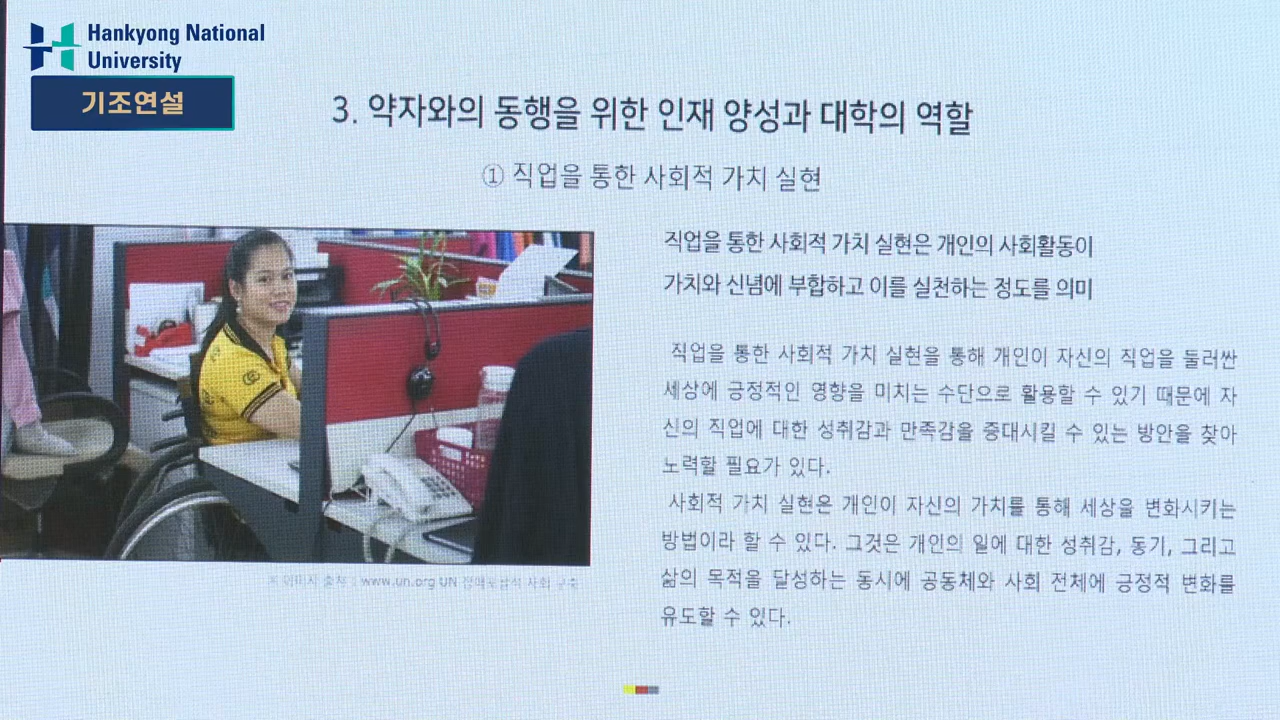 Hankyong National
University
기조연설
3. 약자와의 동행을 위한 인재 양성과 대학의 역할
① 직업을 통한 사회적 가치 실현
직업을 통한 사회적 가치 실현은 개인의 사회활동이
가치와 신념에 부합하고 이를 실천하는 정도를 의미
직업을 통한 사회적 가치 실현을 통해 개인이 자신의 직업을 둘러싼
세상에 긍정적인 영향을 미치는 수단으로 활용할 수 있기 때문에 자
신의 직업에 대한 성취감과 만족감을 증대시킬 수 있는 방안을 찾아
노력할 필요가 있다.
사회적 가치 실현은 개인이 자신의 가치를 통해 세상을 변화시키는
방법이라 할 수 있다. 그것은 개인의 일에 대한 성취감, 동기, 그리고
삶의 목적을 달성하는 동시에 공동체와 사회 전체에 긍정적 변화를
유도할 수 있다.
이미지 출처 : www.un.org UN 사회 구축